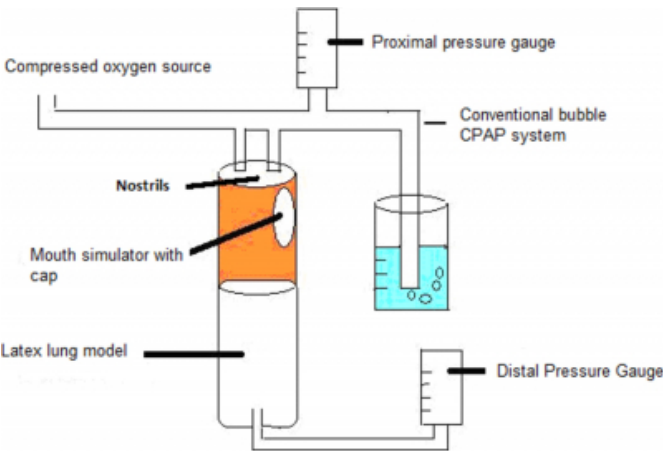 Proximal pressure gauge
Compressed oxygen source
Conventional bubble
CPAP system
Nostrils
Mouth simulator with
cap
Latex lung model
Distal Pressure Gauge